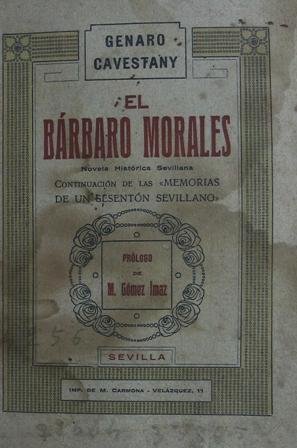 GENARO
CAVESTANY
EL
BÁRBARO MORALES
Novela Histórica Sevillana
CONTINUACIÓN DE LAS «MEMORIAS
DE UN SESENTÓN SEVILLANO»
PRÓLOGO
DE
M. Gómez Imaz
SEVILLA
IMP. DE M. CARMONA - VELÁZQUEZ, 11